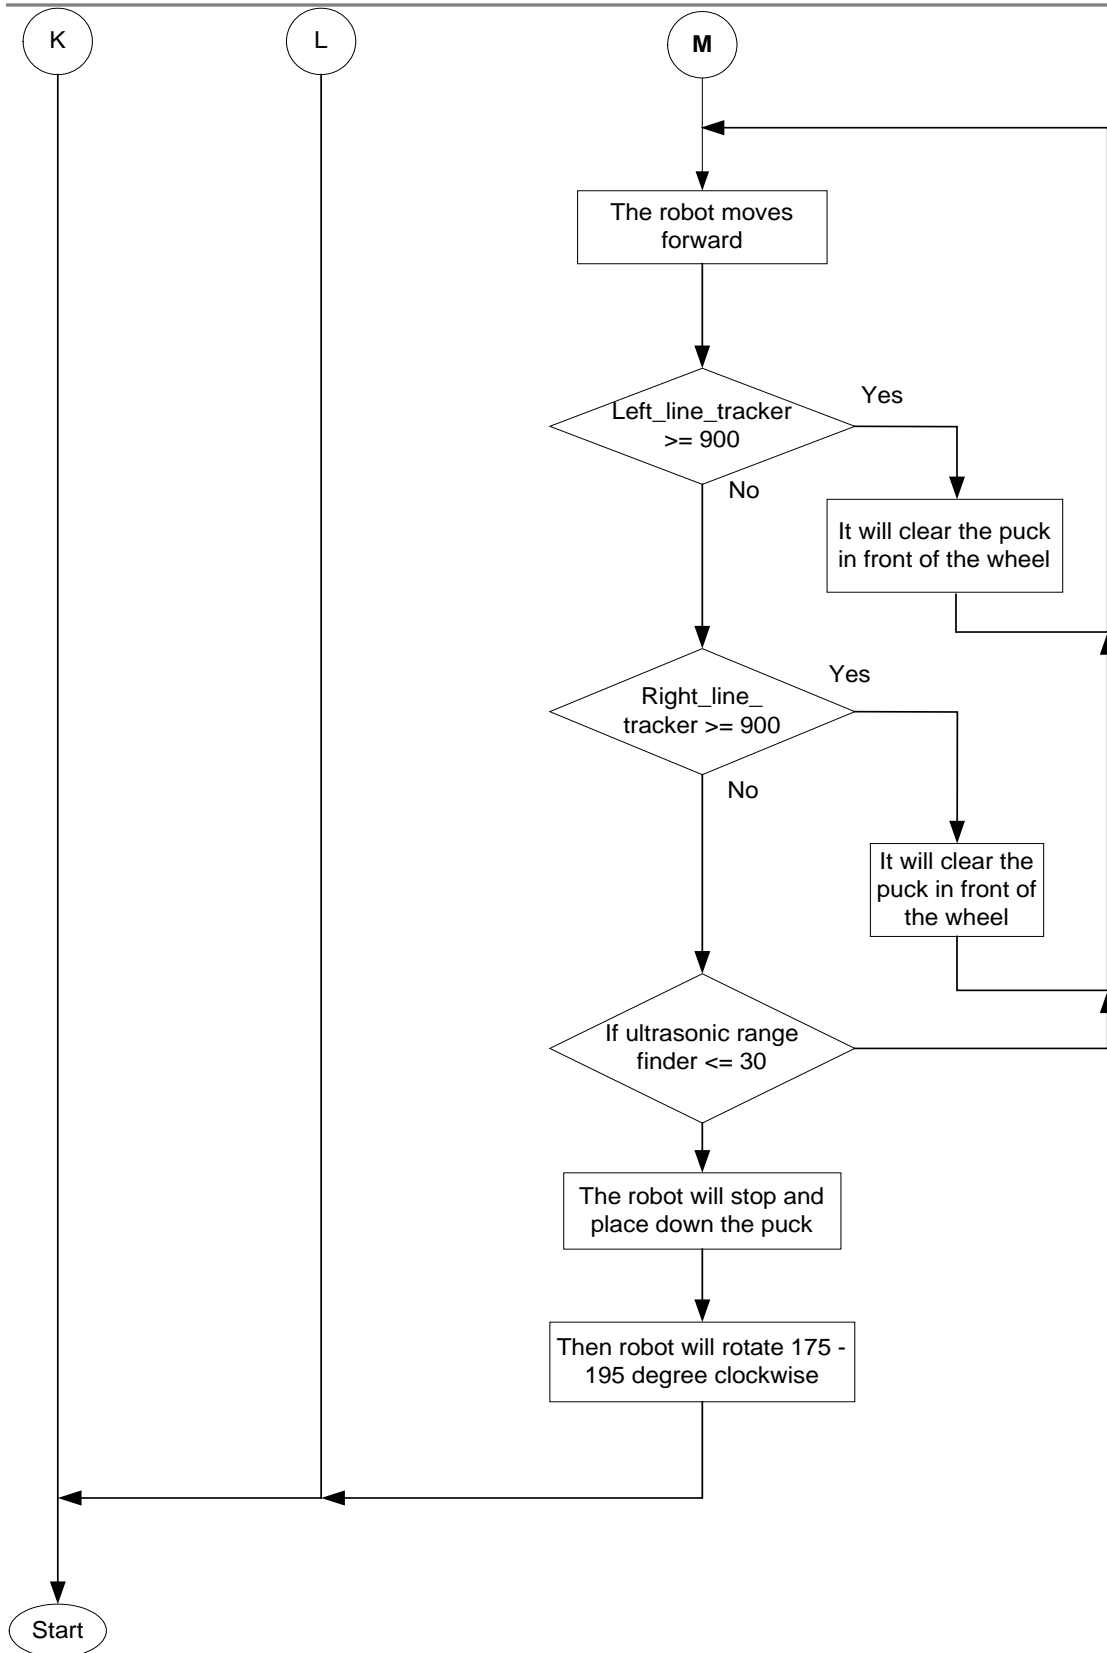 K
L
M
The robot moves
forward
Left_line_tracker
>= 900
Yes
No
It will clear the puck
in front of the wheel
Right_line_
tracker >= 900
Yes
No
It will clear the
puck in front of
the wheel
If ultrasonic range
finder <= 30
The robot will stop and
place down the puck
Then robot will rotate 175 -
195 degree clockwise
Start